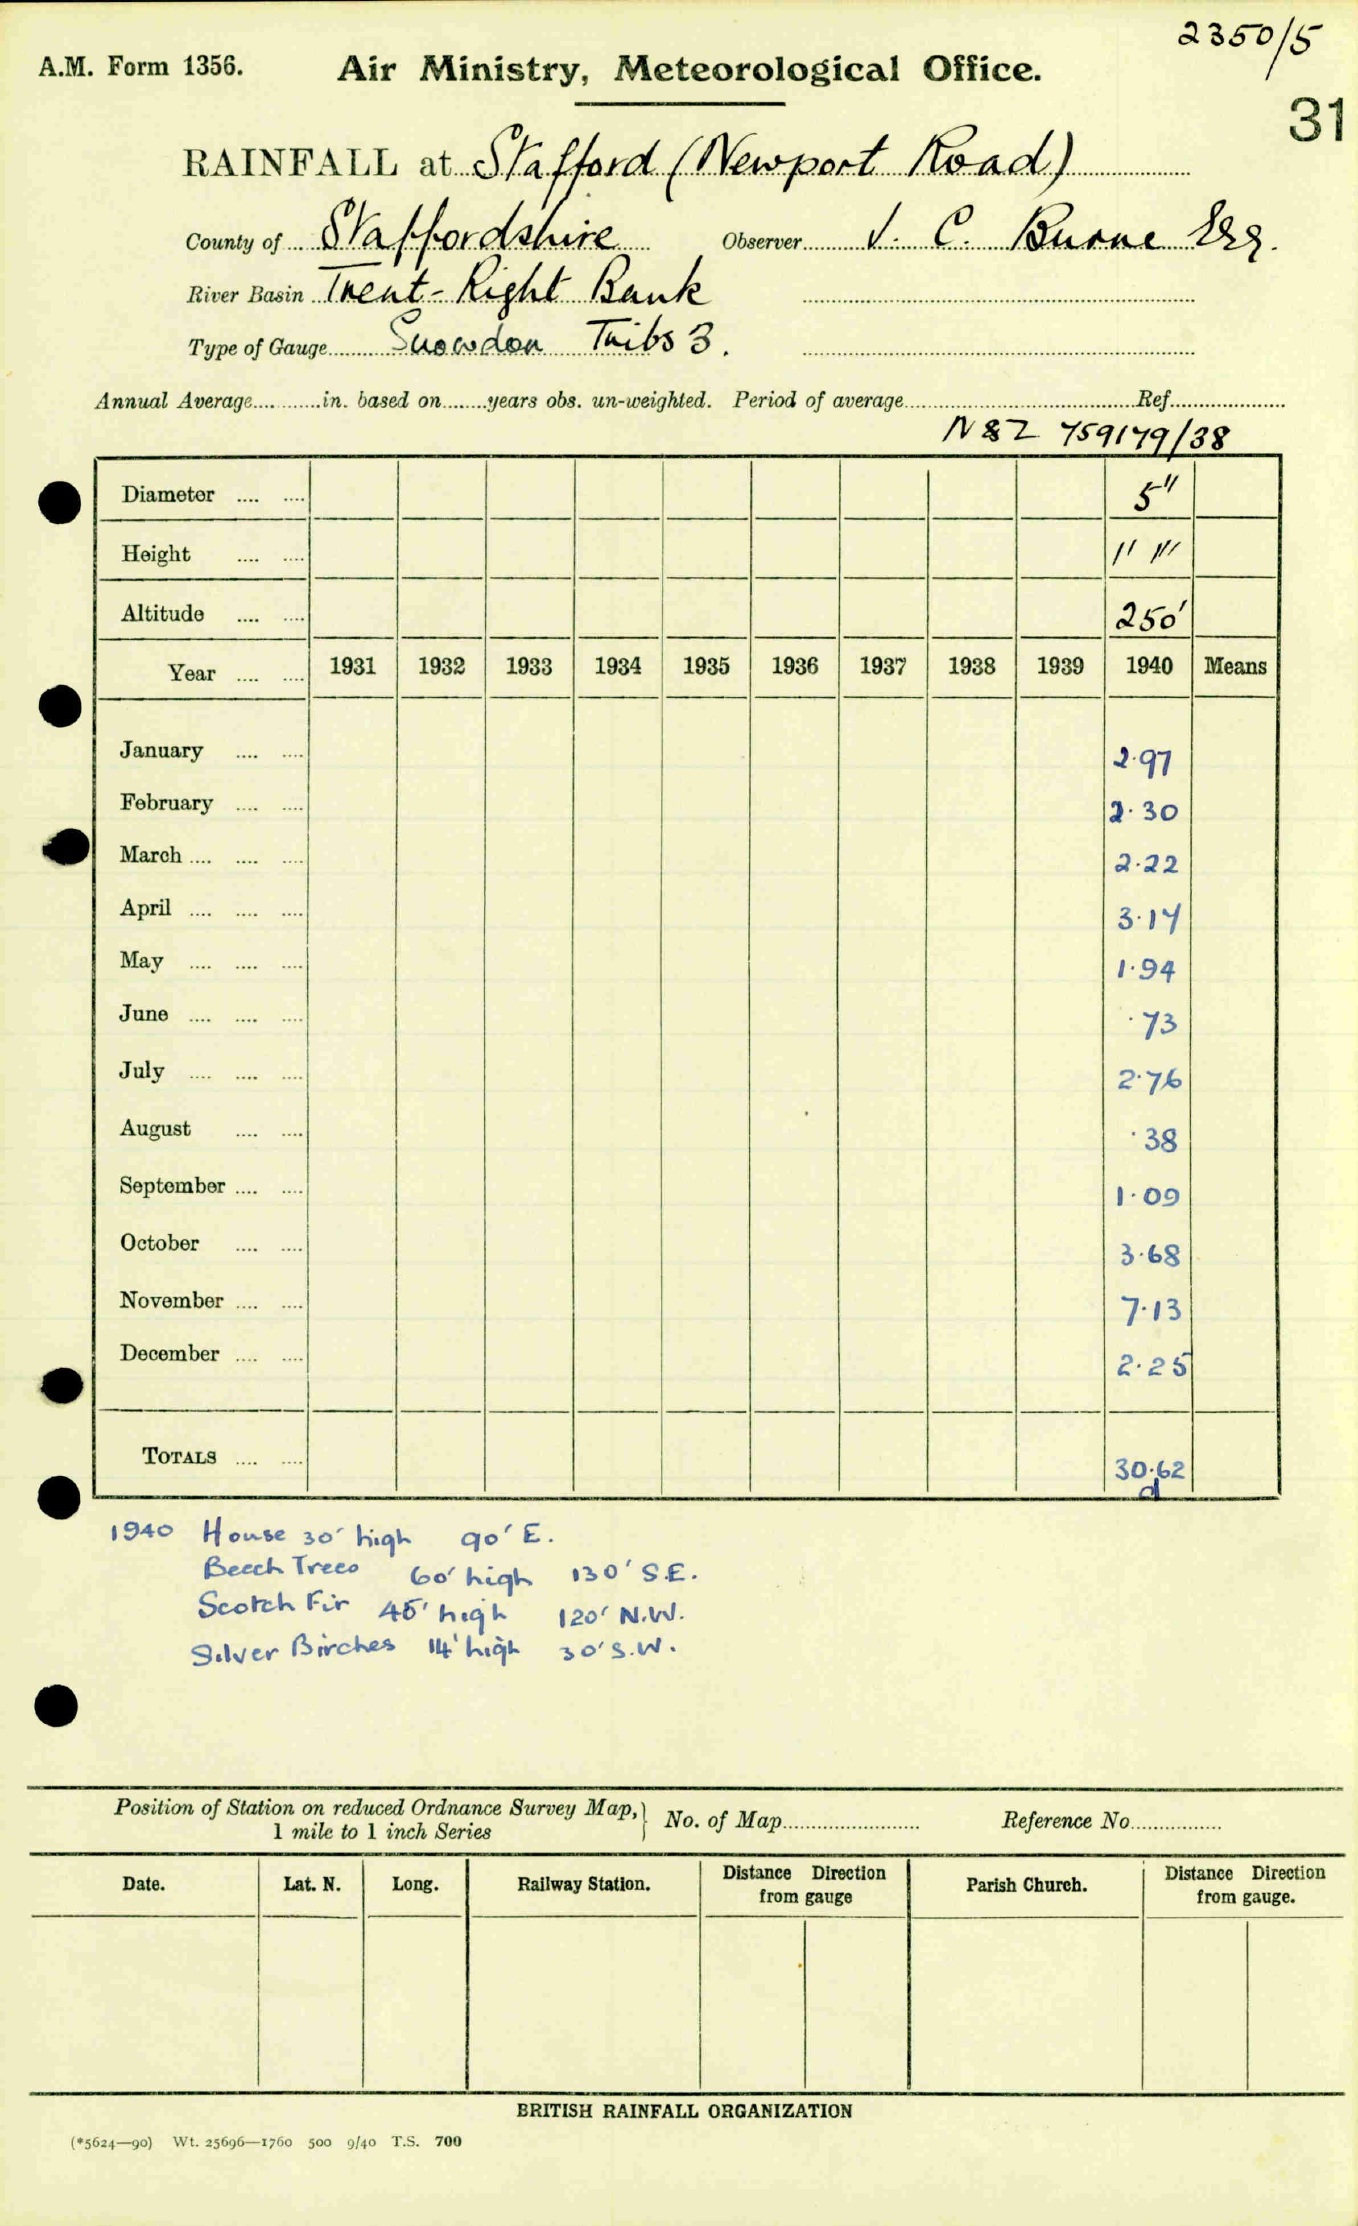 2350/5
A.M. Form 1356. Air Ministry, Meteorological Office.
31
RAINFALL at Stafford (Newport Road)
County of Staffordshire Observer J. C. Burne Esq.
River Basin Trent - Right Bank
Type of Gauge Snowdon Tribs 3.
Annual Average in. based on years obs. un-weighted. Period of average Ref
N & Z 759179/38
Diameter 5"
Height 1' 1"
Altitude 250'
Year 1931 1932 1933 1934 1935 1936 1937 1938 1939 1940 Means
January 2.97
February 2.30
March 2.22
April 3.17
May 1.94
June .73
July 2.76
August .38
September 1.09
October 3.68
November 7.13
December 2.25
TOTALS 30.62
d
1940 House 30' high 90' E.
Beech Trees 60' high 130' S.E.
Scotch Fir 45' high 120' N.W.
Silver Birches 14' high 30' S.W.
Position of Station on reduced Ordnance Survey Map,} No. of Map Reference No
1 mile to 1 inch Series
Date. Lat. N. Long. Railway Station. Distance Direction from gauge Parish Church. Distance Direction from gauge.
BRITISH RAINFALL ORGANIZATION
(*5624—90) Wt. 25696—1760 500 9/40 T.S. 700